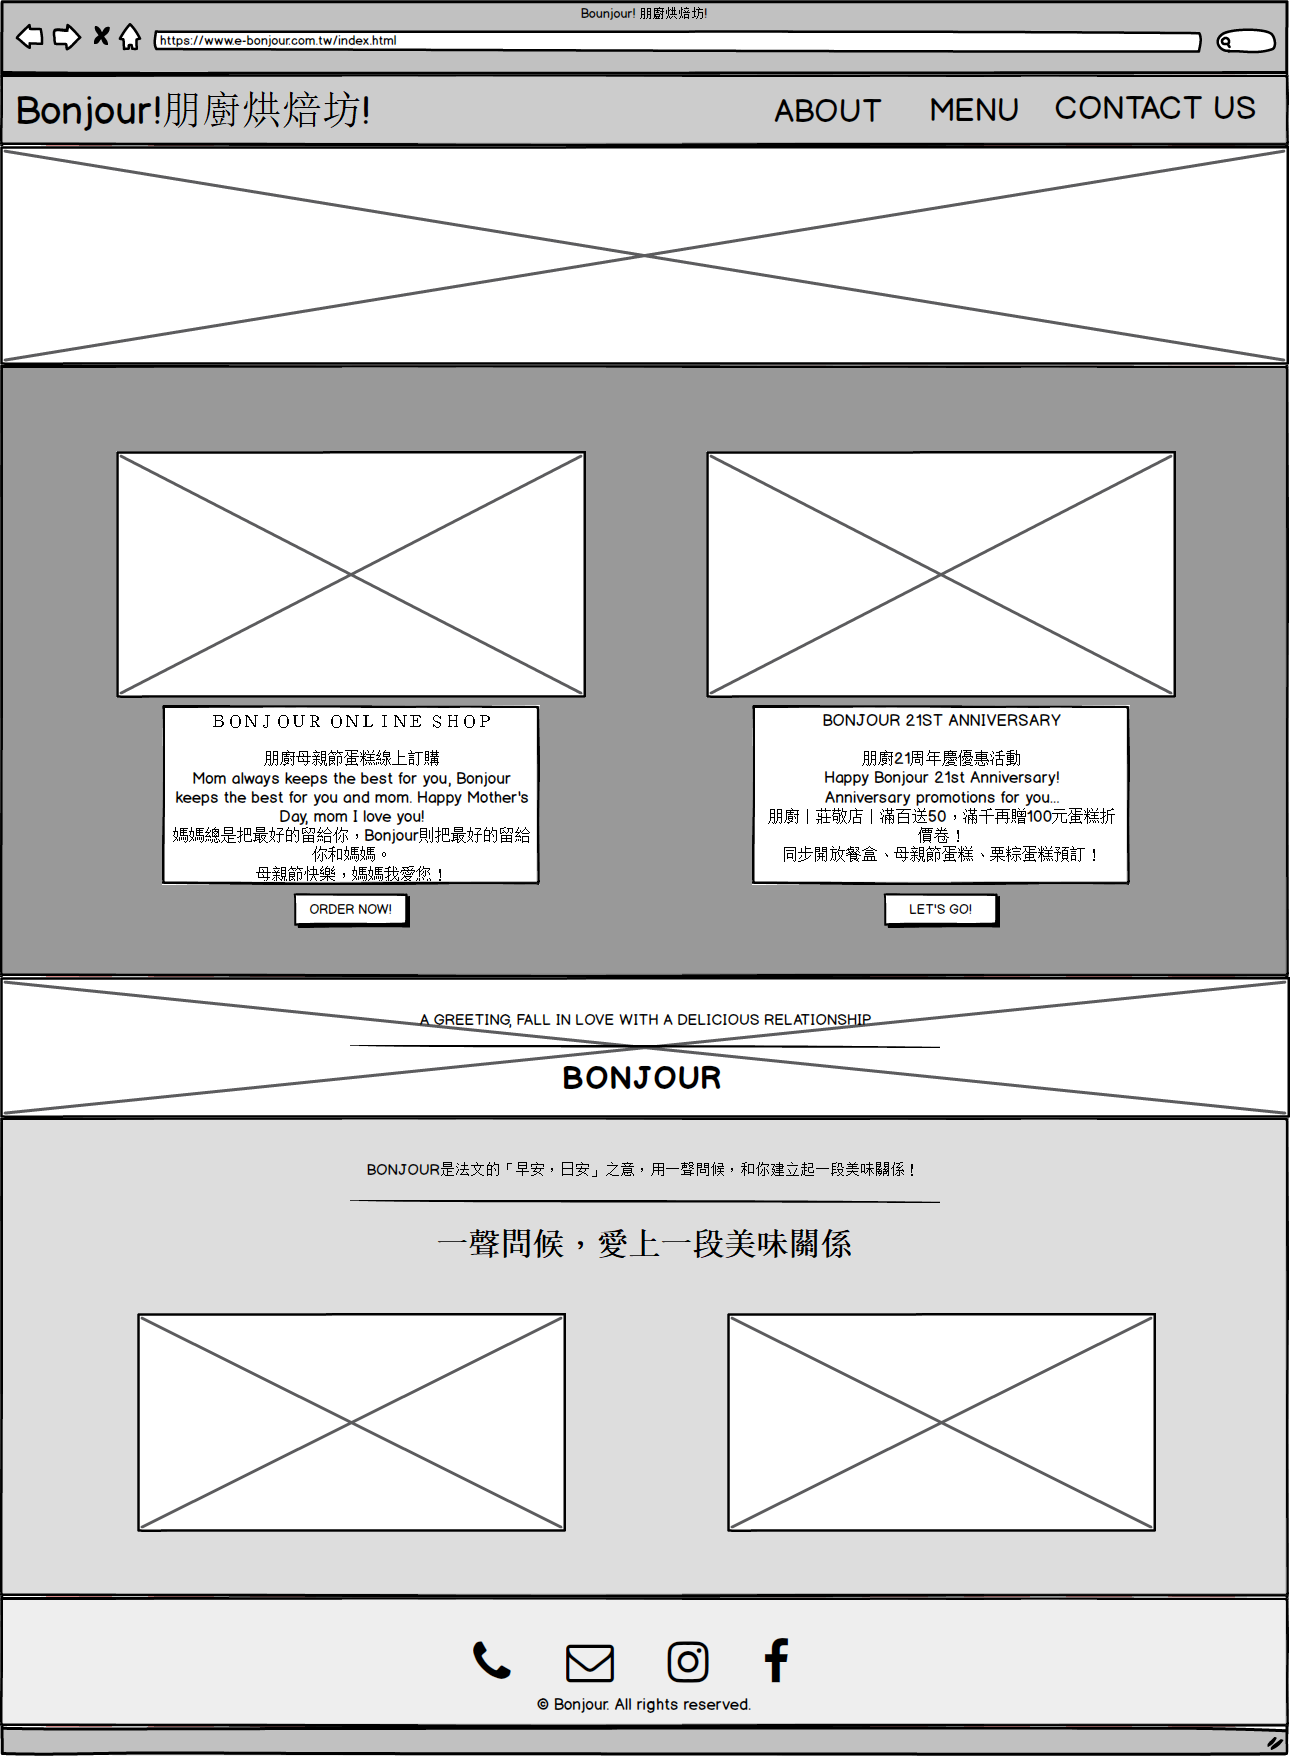 Bounjour! 朋廚烘焙坊!
https://www.e-bonjour.com.tw/index.html
Bonjour!朋廚烘焙坊!
ABOUT MENU CONTACT US
BONJOUR ONLINE SHOP
朋廚母親節蛋糕線上訂購
Mom always keeps the best for you, Bonjour
keeps the best for you and mom. Happy Mother's
Day, mom I love you!
媽媽總是把最好的留給你，Bonjour則把最好的留給
你和媽媽。
母親節快樂，媽媽我愛您！
ORDER NOW!
BONJOUR 21ST ANNIVERSARY
朋廚21周年慶優惠活動
Happy Bonjour 21st Anniversary!
Anniversary promotions for you...
朋廚｜莊敬店｜滿百送50，滿千再贈100元蛋糕折
價卷！
同步開放餐盒、母親節蛋糕、栗粽蛋糕預訂！
LET'S GO!
A GREETING, FALL IN LOVE WITH A DELICIOUS RELATIONSHIP
BONJOUR
BONJOUR是法文的「早安，日安」之意，用一聲問候，和你建立起一段美味關係！
一聲問候，愛上一段美味關係
© Bonjour. All rights reserved.